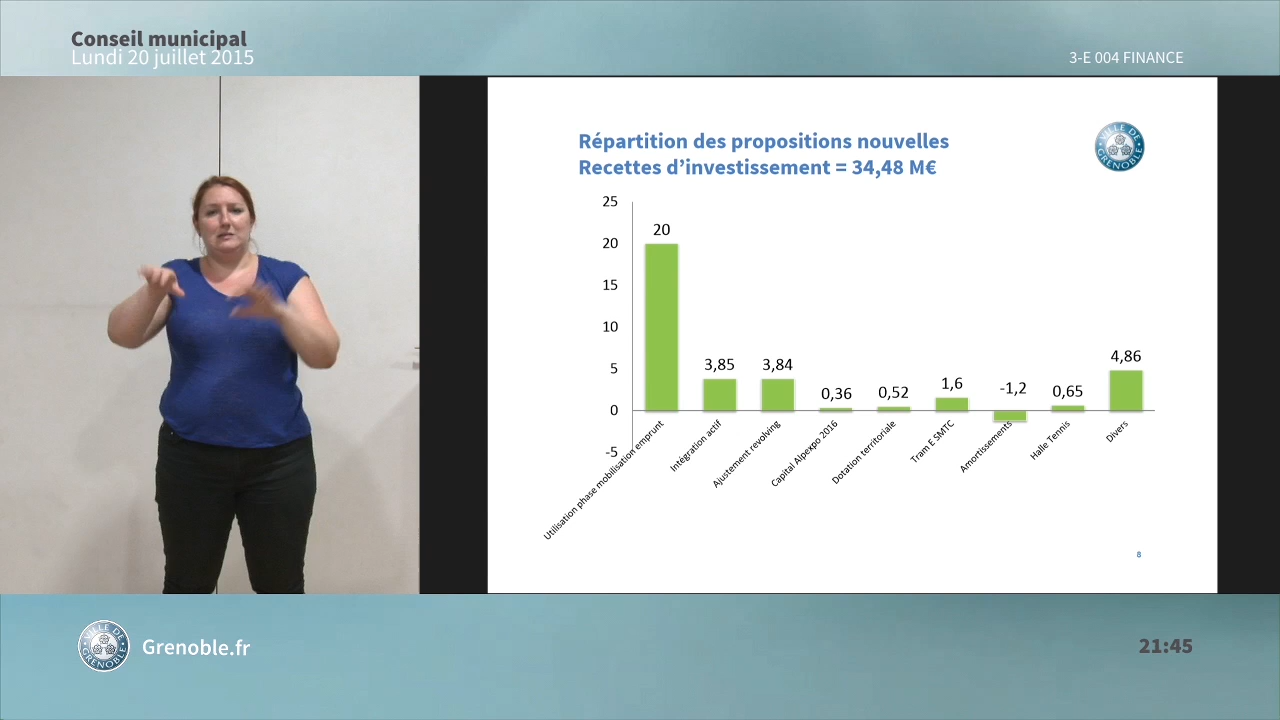 Conseil municipal
Lundi 20 juillet 2015
3-E 004 FINANCE
Répartition des propositions nouvelles
Recettes d’investissement = 34,48 M€
VILLE DE GRENOBLE
25
20
15
10
5
0
-5
20
3,85
3,84
0,36
0,52
1,6
-1,2
0,65
4,86
Utilisation phase mobilisation emprunt
Intégration actif
Ajustement revolving
Capital Alpexpo 2016
Dotation territoriale
Tram E SMTC
Amortissements
Halle Tennis
Divers
8
VILLE DE GRENOBLE
Grenoble.fr
21:45